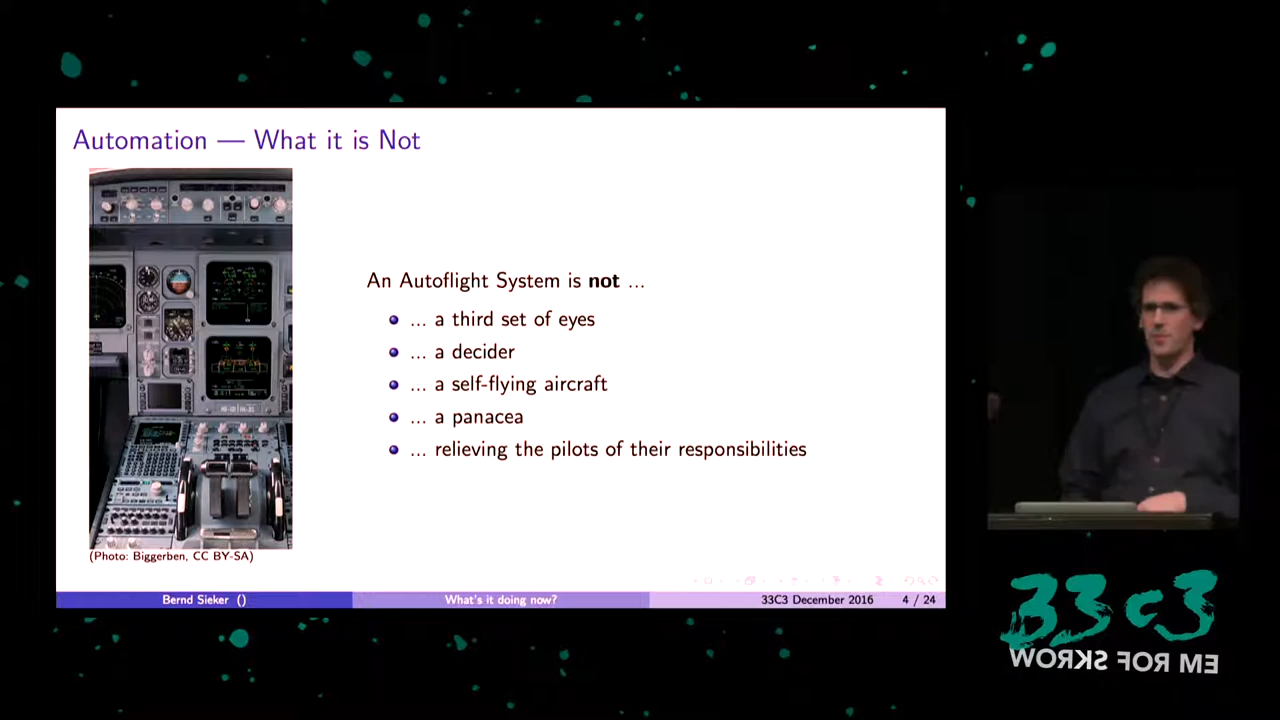 Automation — What it is Not
An Autoflight System is not ...
... a third set of eyes
... a decider
... a self-flying aircraft
... a panacea
... relieving the pilots of their responsibilities
(Photo: Biggerben, CC BY-SA)
Bernd Sieker () What's it doing now? 33C3 December 2016 4 / 24
33c3
WORKS FOR ME